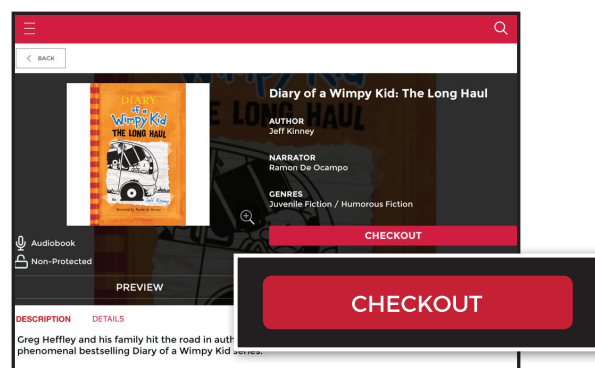 BACK
DIARY
of a
Wimpy Kid
THE LONG HAUL
Jeff Kinney
Diary of a Wimpy Kid: The Long Haul
AUTHOR
Jeff Kinney
NARRATOR
Ramon De Ocampo
GENRES
Juvenile Fiction / Humorous Fiction
CHECKOUT
Audiobook
Non-Protected
PREVIEW
CHECKOUT
DESCRIPTION DETAILS
Greg Heffley and his family hit the road in auth
phenomenal bestselling Diary of a Wimpy Kid series.